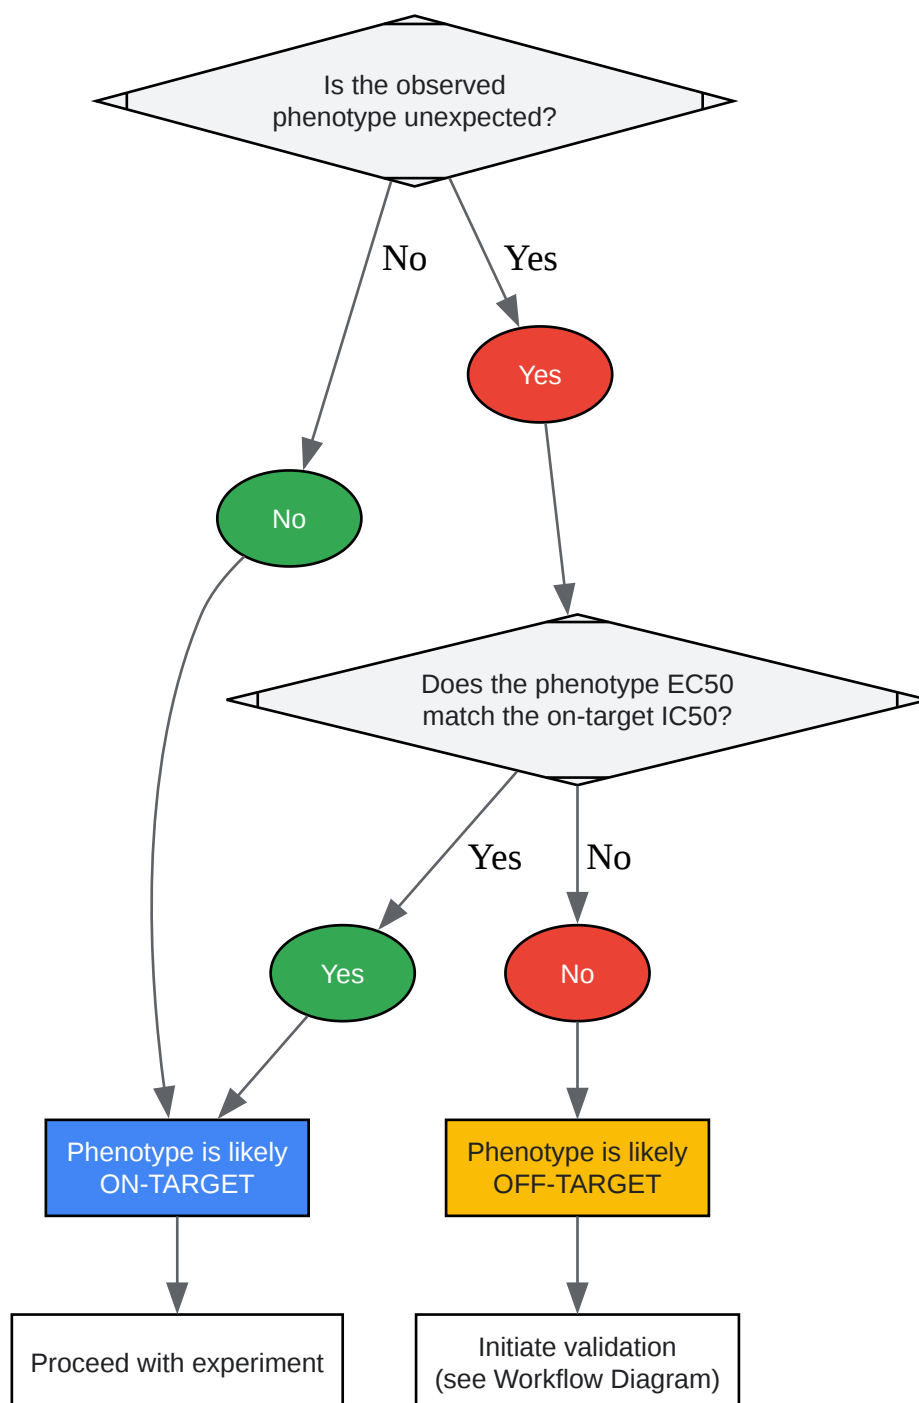 Is the observed
phenotype unexpected?
No
Yes
Yes
No
Does the phenotype EC50
match the on-target IC50?
Yes
No
Yes
No
Phenotype is likely
ON-TARGET
Phenotype is likely
OFF-TARGET
Proceed with experiment
Initiate validation
(see Workflow Diagram)